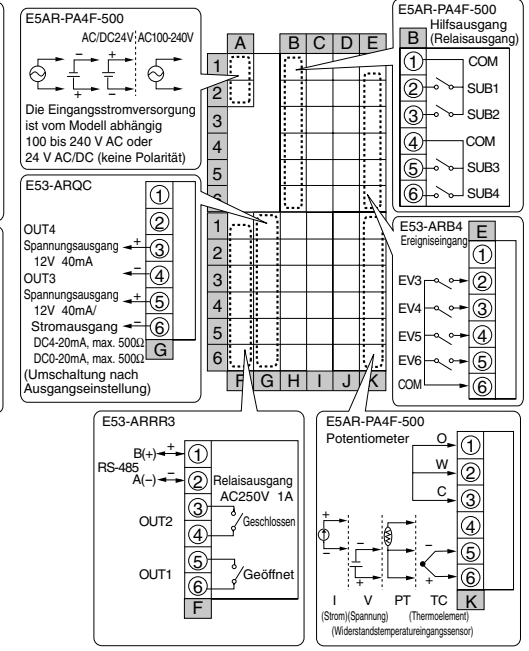 E5AR-PA4F-500
AC/DC24V AC100-240V
− +
+ −
Die Eingangsstromversorgung
ist vom Modell abhängig
100 bis 240 V AC oder
24 V AC/DC (keine Polarität)
E53-ARQC
1
2
OUT4
Spannungsausgang + 3
12V 40mA
OUT3 − 4
Spannungsausgang + 5
12V 40mA/
Stromausgang − 6
DC4-20mA, max. 500Ω
DC0-20mA, max. 500Ω G
(Umschaltung nach
Ausgangseinstellung)
A B C D E
1
2
3
4
5
6
1
2
3
4
5
6
F G H I J K
E5AR-PA4F-500
Hilfsausgang
(Relaisausgang)
B
1 COM
2 SUB1
3 SUB2
4 COM
5 SUB3
6 SUB4
E53-ARB4
Ereigniseingang
E
1
EV3 2
EV4 3
EV5 4
EV6 5
COM 6
E53-ARRR3
B(+) + 1
RS-485
A(−) − 2
Relaisausgang
AC250V 1A
3
OUT2 Geschlossen
4
5
OUT1 Geöffnet
6
F
E5AR-PA4F-500
Potentiometer
O 1
W 2
C 3
4
5
6
+ − −
− + +
I V PT TC K
(Strom)(Spannung) (Thermoelement)
(Widerstandstemperatureingangssensor)